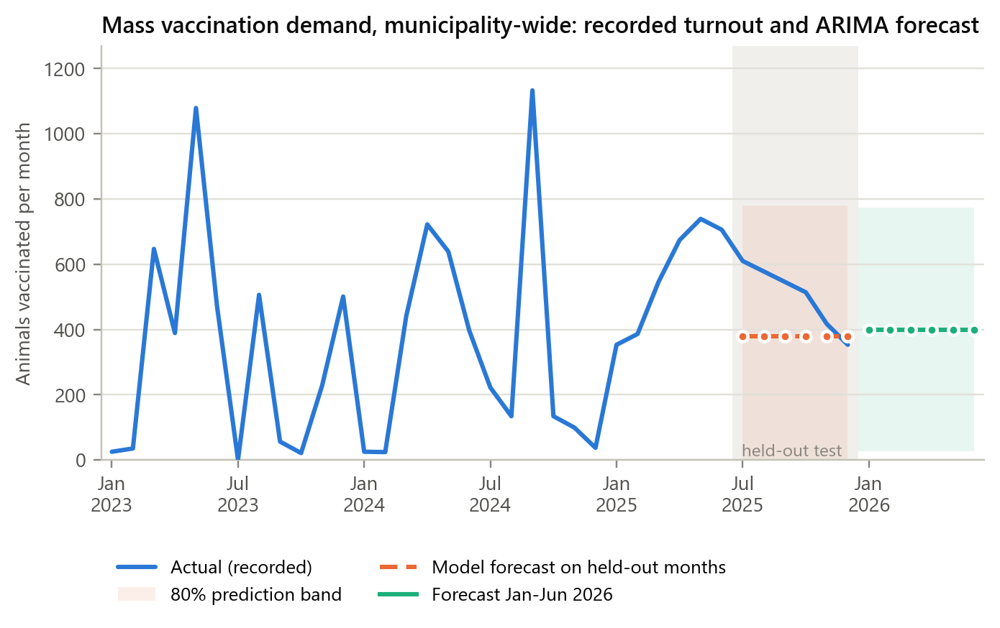 Mass vaccination demand, municipality-wide: recorded turnout and ARIMA forecast
Animals vaccinated per month
1200
1000
800
600
400
200
0
held-out test
Jan
2023
Jul
2023
Jan
2024
Jul
2024
Jan
2025
Jul
2025
Jan
2026
Actual (recorded)
80% prediction band
Model forecast on held-out months
Forecast Jan-Jun 2026